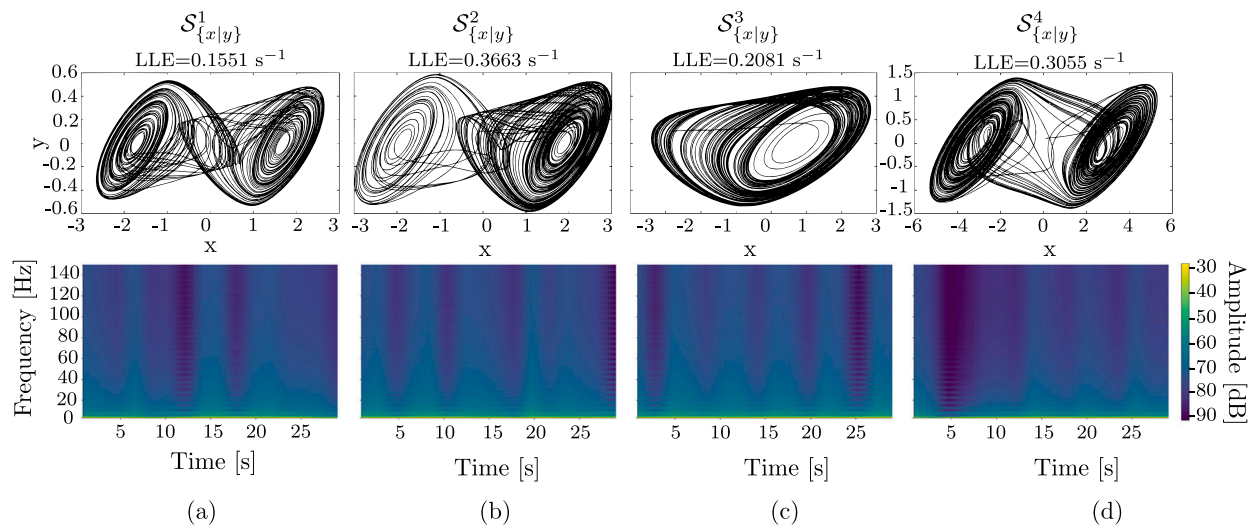 S^1_{x|y} S^2_{x|y} S^3_{x|y} S^4_{x|y}
LLE=0.1551 s^{-1} LLE=0.3663 s^{-1} LLE=0.2081 s^{-1} LLE=0.3055 s^{-1}
y
0.6
0.4
0.2
0
-0.2
-0.4
-0.6
1.5
1
0.5
0
-0.5
-1
-1.5
-3 -2 -1 0 1 2 3
-3 -2 -1 0 1 2 3
-3 -2 -1 0 1 2 3
-6 -4 -2 0 2 4 6
x x x x
Frequency [Hz]
140
120
100
80
60
40
20
0
5 10 15 20 25
5 10 15 20 25
5 10 15 20 25
5 10 15 20 25
Time [s] Time [s] Time [s] Time [s]
-30
-40
-50
-60
-70
-80
-90
Amplitude [dB]
(a) (b) (c) (d)